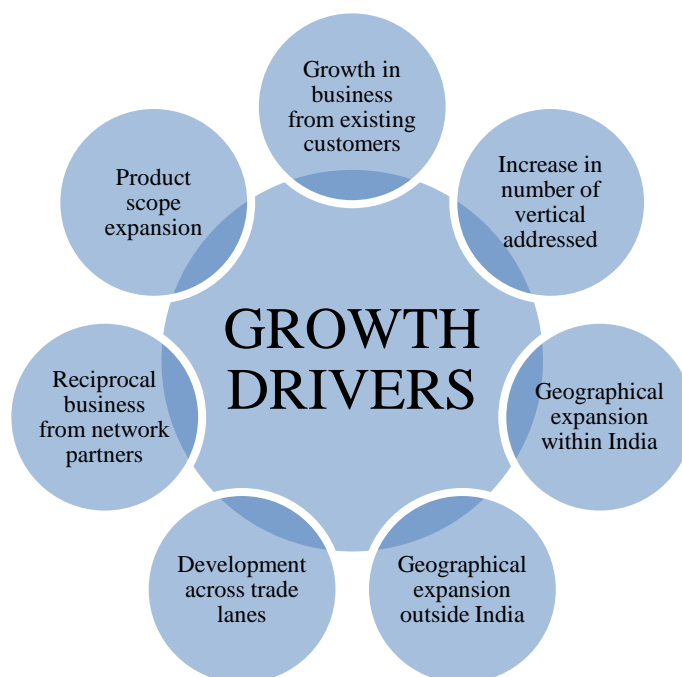 Growth in
business
from existing
customers
Increase in
number of
vertical
addressed
Geographical
expansion
within India
Geographical
expansion
outside India
Development
across trade
lanes
Reciprocal
business
from network
partners
Product
scope
expansion
GROWTH
DRIVERS